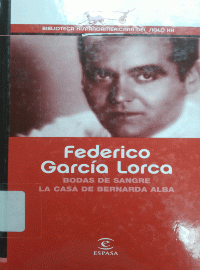 BIBLIOTECA HISPANOAMERICANA DEL SIGLO XX
Federico
García Lorca
BODAS DE SANGRE
LA CASA DE BERNARDA ALBA
ESPASA